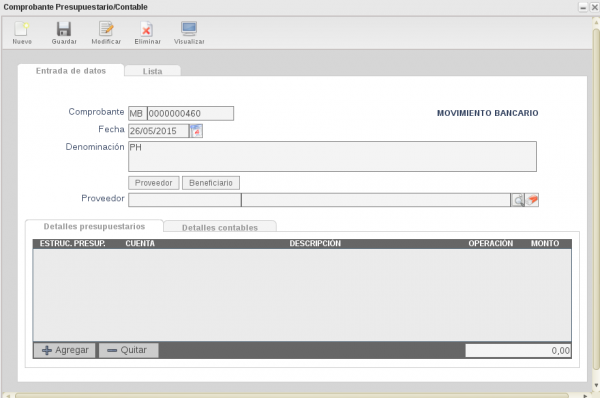 Comprobante Presupuestario/Contable
Nuevo Guardar Modificar Eliminar Visualizar
Entrada de datos Lista
Comprobante MB 0000000460 MOVIMIENTO BANCARIO
Fecha 26/05/2015
Denominación PH
Proveedor Beneficiario
Proveedor
Detalles presupuestarios Detalles contables
ESTRUC. PRESUP. CUENTA DESCRIPCIÓN OPERACIÓN MONTO
Agregar Quitar 0,00